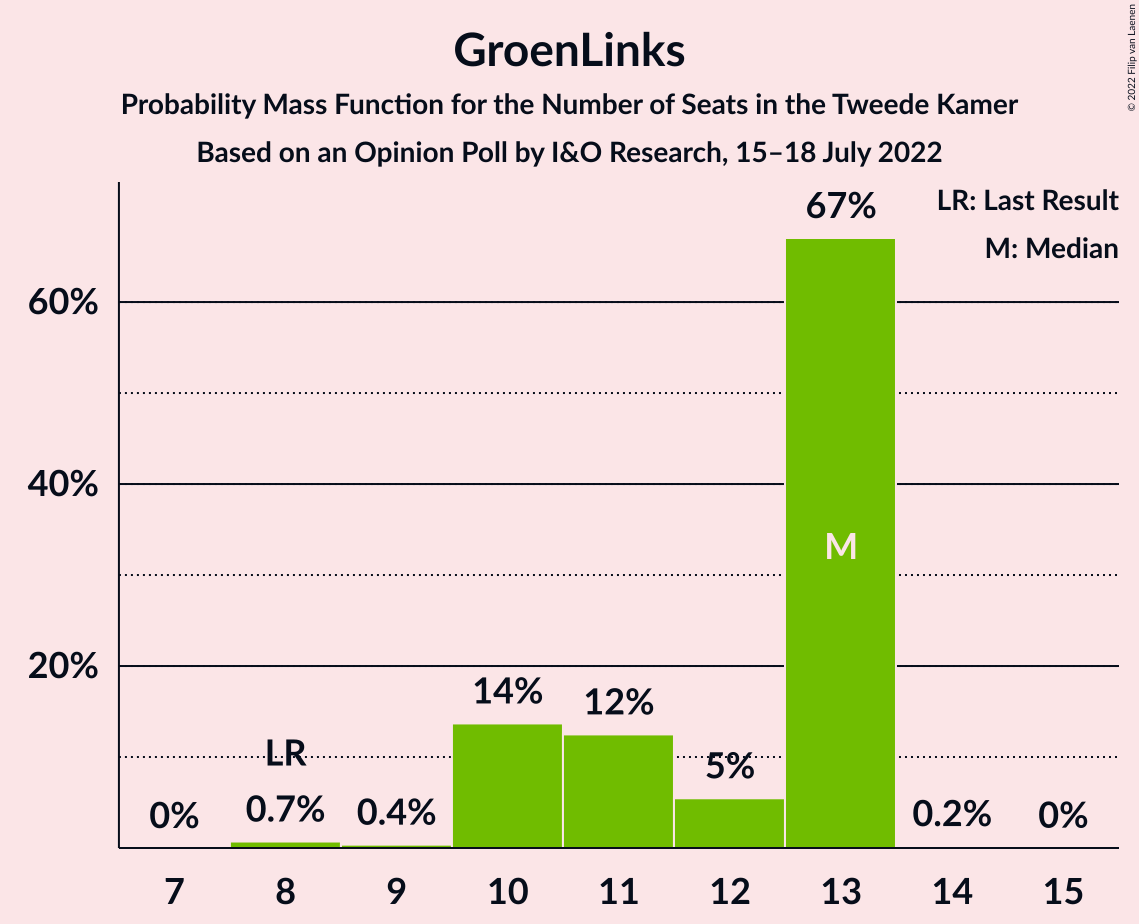 GroenLinks
Probability Mass Function for the Number of Seats in the Tweede Kamer
Based on an Opinion Poll by I&O Research, 15–18 July 2022
© 2022 Filip van Laenen
LR: Last Result
M: Median
60%
40%
20%
0%
LR
0.7%
0.4%
14%
12%
5%
67%
M
0.2%
0%
7 8 9 10 11 12 13 14 15